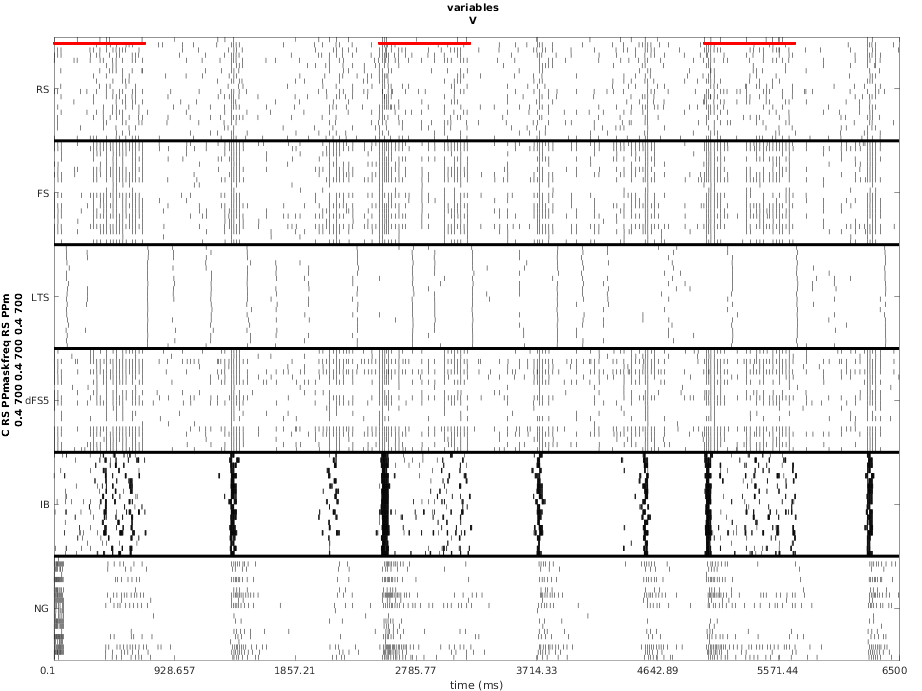 variables
V
RS
FS
LTS
dFS5
IB
NG
C RS PPmaskfreq RS PPm
0.4 700 0.4 700 0.4 700
0.1 928.657 1857.21 2785.77 3714.33 4642.89 5571.44 6500
time (ms)